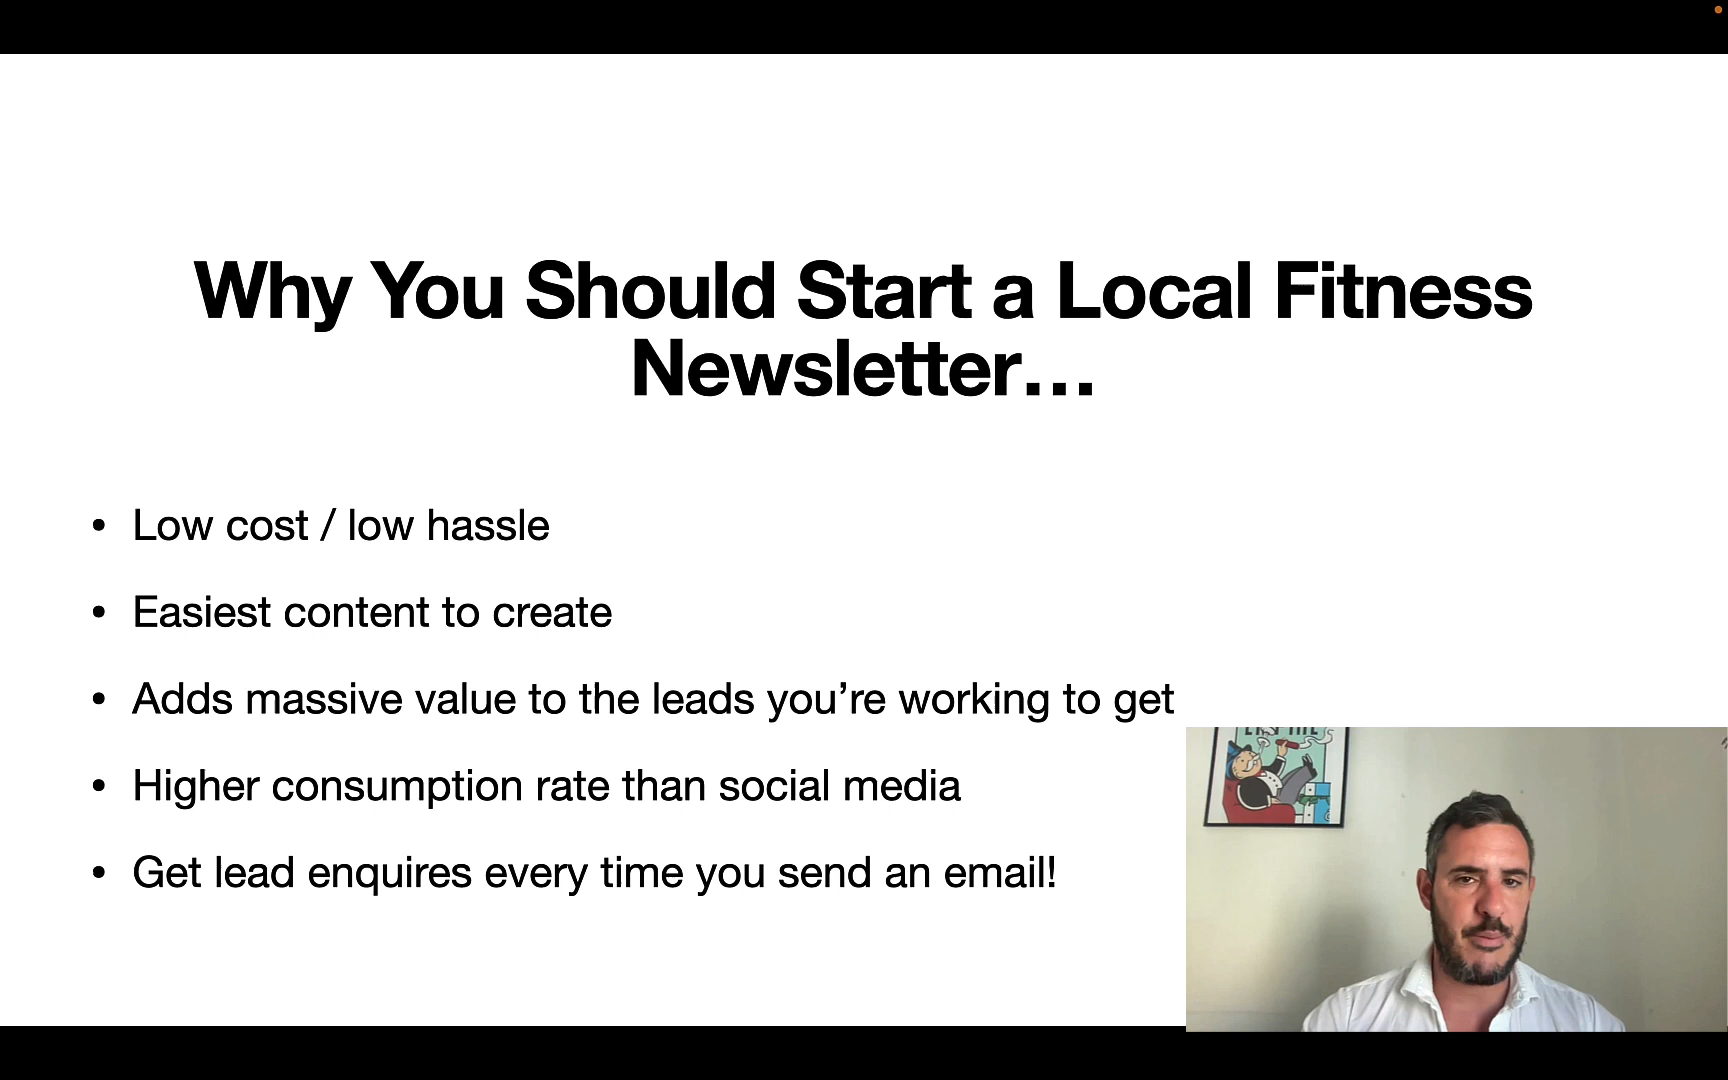 Why You Should Start a Local Fitness
Newsletter…
• Low cost / low hassle
• Easiest content to create
• Adds massive value to the leads you’re working to get
• Higher consumption rate than social media
• Get lead enquires every time you send an email!